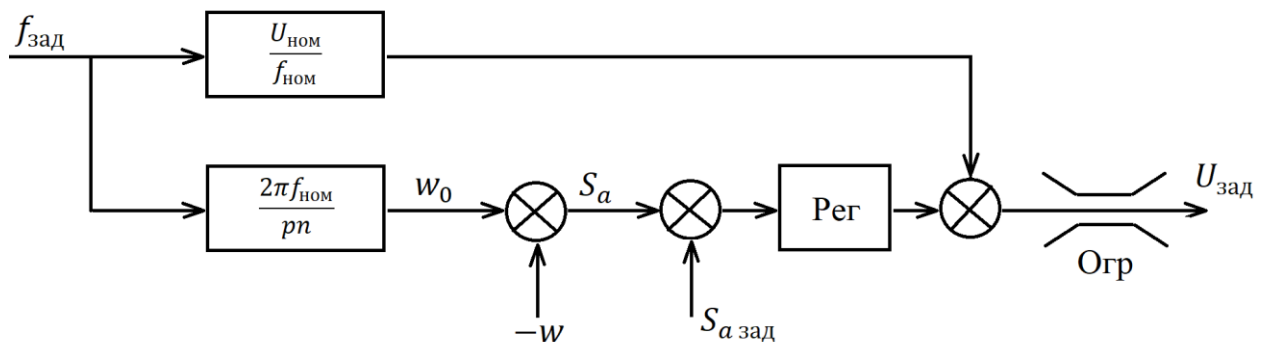 f_зад
U_ном
f_ном
2πf_ном
pn
w_0
S_a
Рег
U_зад
Огр
−w
S_a зад